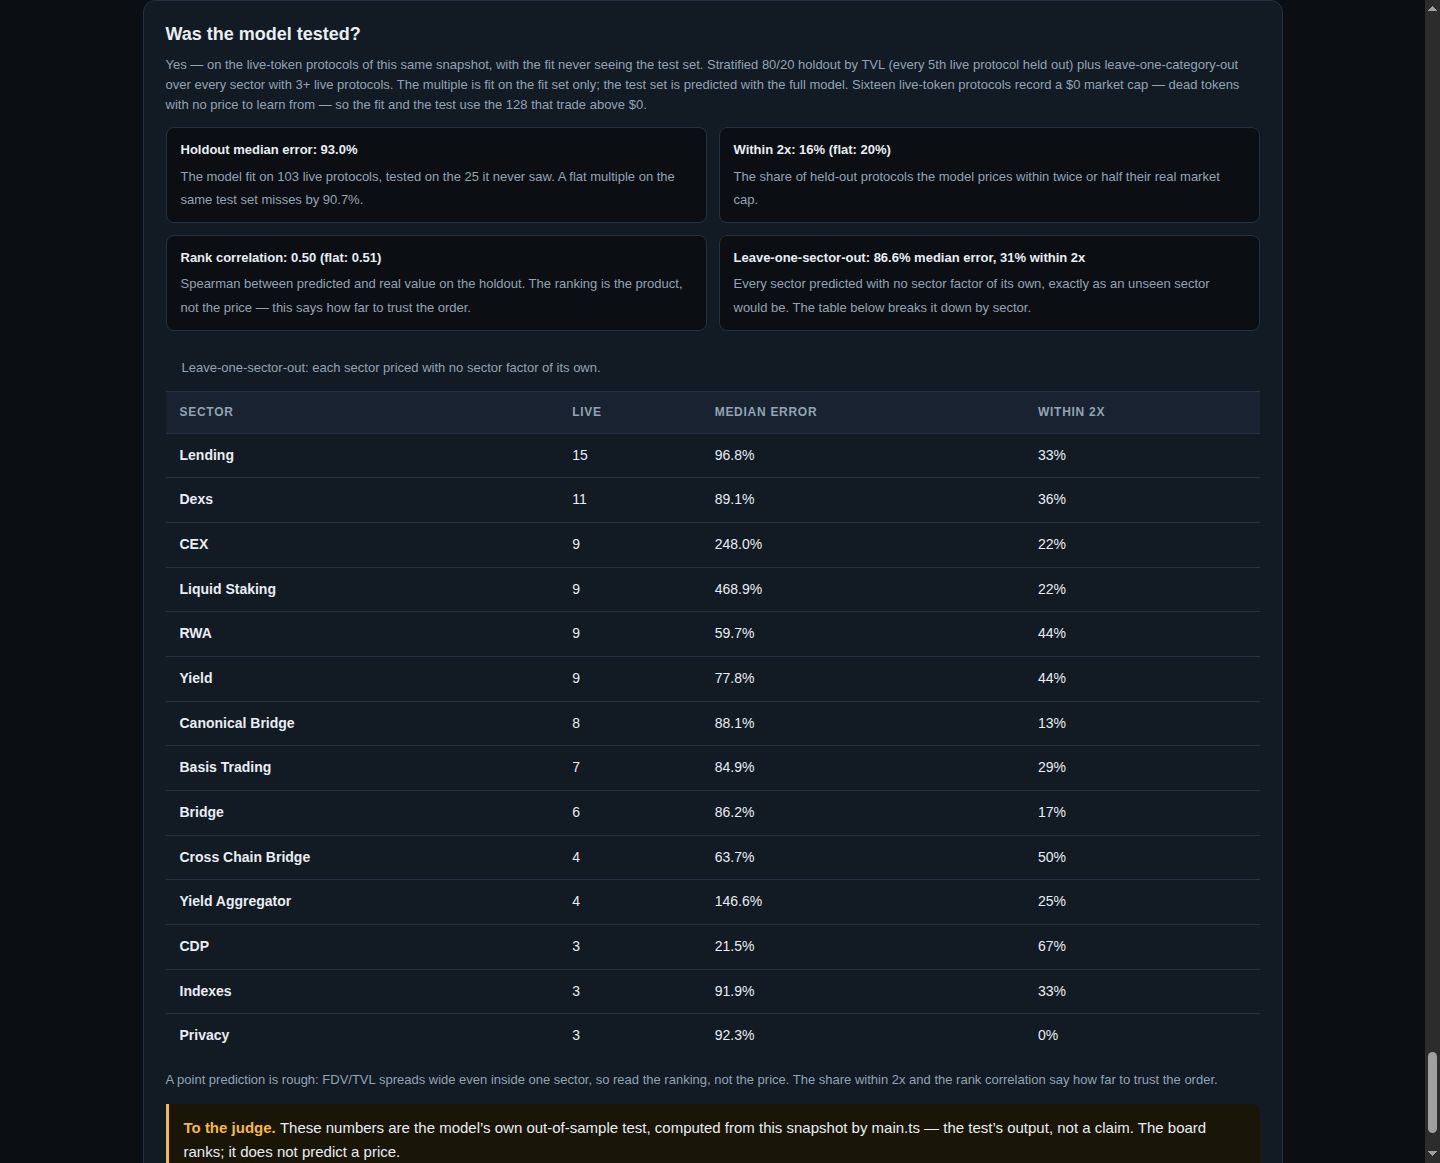 Was the model tested?
Yes — on the live-token protocols of this same snapshot, with the fit never seeing the test set. Stratified 80/20 holdout by TVL (every 5th live protocol held out) plus leave-one-category-out
over every sector with 3+ live protocols. The multiple is fit on the fit set only; the test set is predicted with the full model. Sixteen live-token protocols record a $0 market cap — dead tokens
with no price to learn from — so the fit and the test use the 128 that trade above $0.
Holdout median error: 93.0%
The model fit on 103 live protocols, tested on the 25 it never saw. A flat multiple on the
same test set misses by 90.7%.
Within 2x: 16% (flat: 20%)
The share of held-out protocols the model prices within twice or half their real market
cap.
Rank correlation: 0.50 (flat: 0.51)
Spearman between predicted and real value on the holdout. The ranking is the product,
not the price — this says how far to trust the order.
Leave-one-sector-out: 86.6% median error, 31% within 2x
Every sector predicted with no sector factor of its own, exactly as an unseen sector
would be. The table below breaks it down by sector.
Leave-one-sector-out: each sector priced with no sector factor of its own.
SECTOR LIVE MEDIAN ERROR WITHIN 2X
Lending 15 96.8% 33%
Dexs 11 89.1% 36%
CEX 9 248.0% 22%
Liquid Staking 9 468.9% 22%
RWA 9 59.7% 44%
Yield 9 77.8% 44%
Canonical Bridge 8 88.1% 13%
Basis Trading 7 84.9% 29%
Bridge 6 86.2% 17%
Cross Chain Bridge 4 63.7% 50%
Yield Aggregator 4 146.6% 25%
CDP 3 21.5% 67%
Indexes 3 91.9% 33%
Privacy 3 92.3% 0%
A point prediction is rough: FDV/TVL spreads wide even inside one sector, so read the ranking, not the price. The share within 2x and the rank correlation say how far to trust the order.
To the judge. These numbers are the model’s own out-of-sample test, computed from this snapshot by main.ts — the test’s output, not a claim. The board
ranks; it does not predict a price.